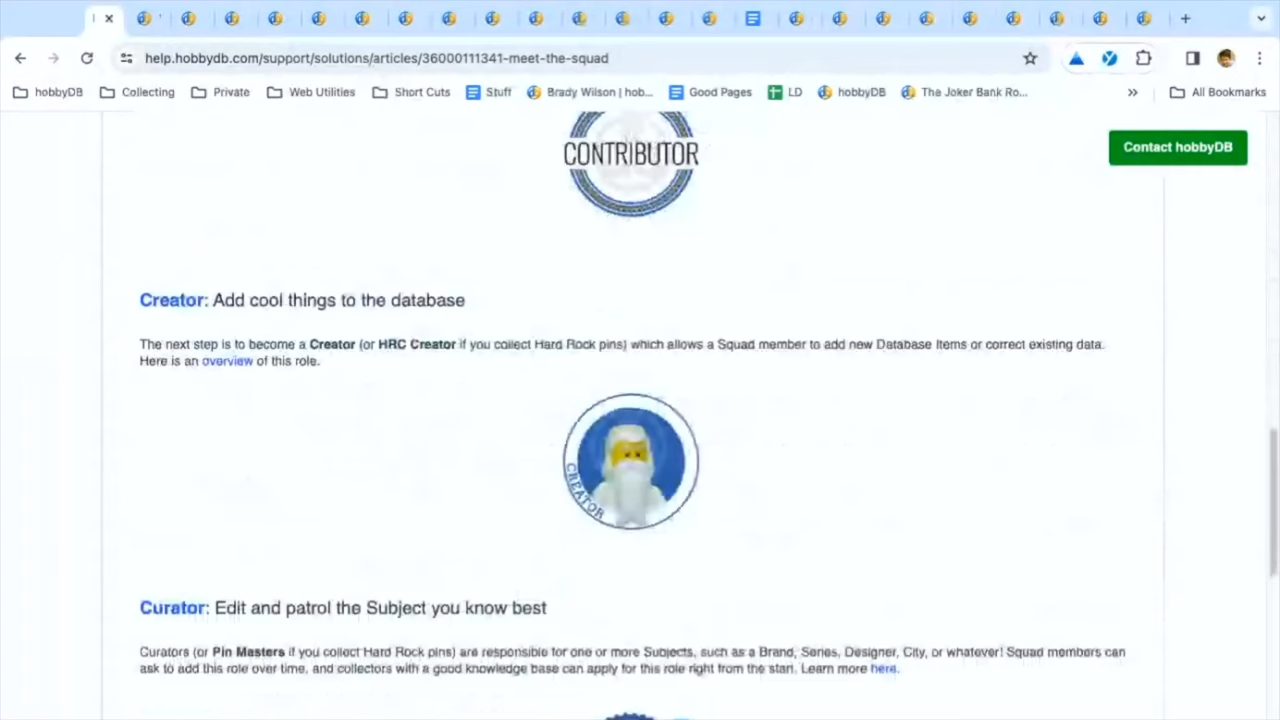 help.hobbydb.com/support/solutions/articles/36000111341-meet-the-squad
hobbyDB Collecting Private Web Utilities Short Cuts Stuff Brady Wilson | hob... Good Pages LD hobbyDB The Joker Bank Ro... » All Bookmarks
CONTRIBUTOR
Contact hobbyDB
Creator: Add cool things to the database
The next step is to become a Creator (or HRC Creator if you collect Hard Rock pins) which allows a Squad member to add new Database Items or correct existing data.
Here is an overview of this role.
CREATOR
Curator: Edit and patrol the Subject you know best
Curators (or Pin Masters if you collect Hard Rock pins) are responsible for one or more Subjects, such as a Brand, Series, Designer, City, or whatever! Squad members can
ask to add this role over time, and collectors with a good knowledge base can apply for this role right from the start. Learn more here.